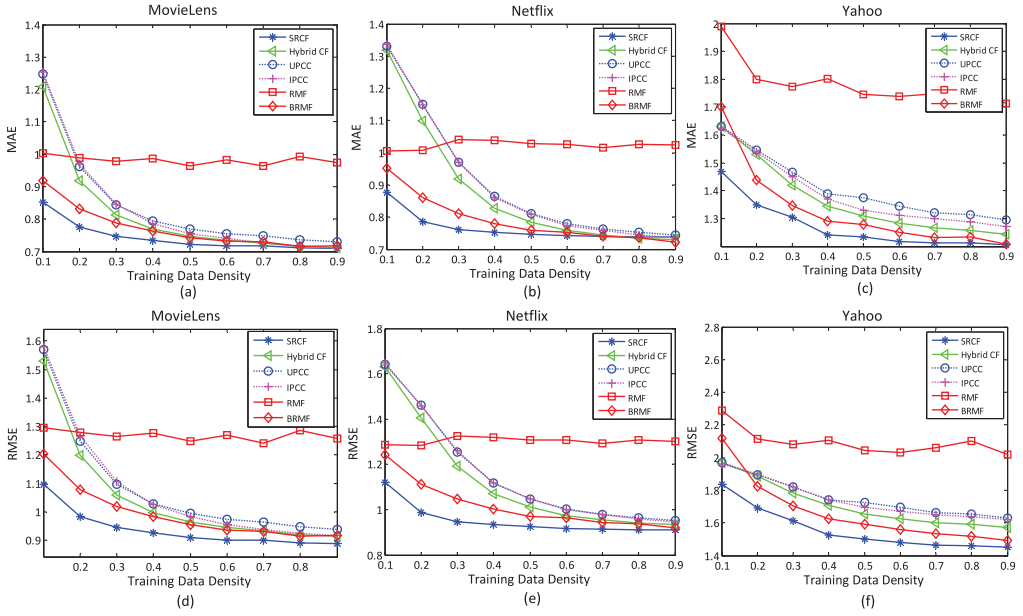 MovieLens
1.4
1.3
1.2
1.1
1
0.9
0.8
0.7
MAE
0.1 0.2 0.3 0.4 0.5 0.6 0.7 0.8 0.9
Training Data Density
(a)
SRCF
Hybrid CF
UPCC
IPCC
RMF
BRMF
Netflix
1.4
1.3
1.2
1.1
1
0.9
0.8
0.7
MAE
0.1 0.2 0.3 0.4 0.5 0.6 0.7 0.8 0.9
Training Data Density
(b)
SRCF
Hybrid CF
UPCC
IPCC
RMF
BRMF
Yahoo
2
1.9
1.8
1.7
1.6
1.5
1.4
1.3
MAE
0.1 0.2 0.3 0.4 0.5 0.6 0.7 0.8 0.9
Training Data Density
(c)
SRCF
Hybrid CF
UPCC
IPCC
RMF
BRMF
MovieLens
1.6
1.5
1.4
1.3
1.2
1.1
1
0.9
RMSE
0.2 0.3 0.4 0.5 0.6 0.7 0.8 0.9
Training Data Density
(d)
SRCF
Hybrid CF
UPCC
IPCC
RMF
BRMF
Netflix
1.8
1.6
1.4
1.2
1
0.8
RMSE
0.1 0.2 0.3 0.4 0.5 0.6 0.7 0.8 0.9
Training Data Density
(e)
SRCF
Hybrid CF
UPCC
IPCC
RMF
BRMF
Yahoo
2.8
2.6
2.4
2.2
2
1.8
1.6
1.4
RMSE
0.1 0.2 0.3 0.4 0.5 0.6 0.7 0.8 0.9
Training Data Density
(f)
SRCF
Hybrid CF
UPCC
IPCC
RMF
BRMF